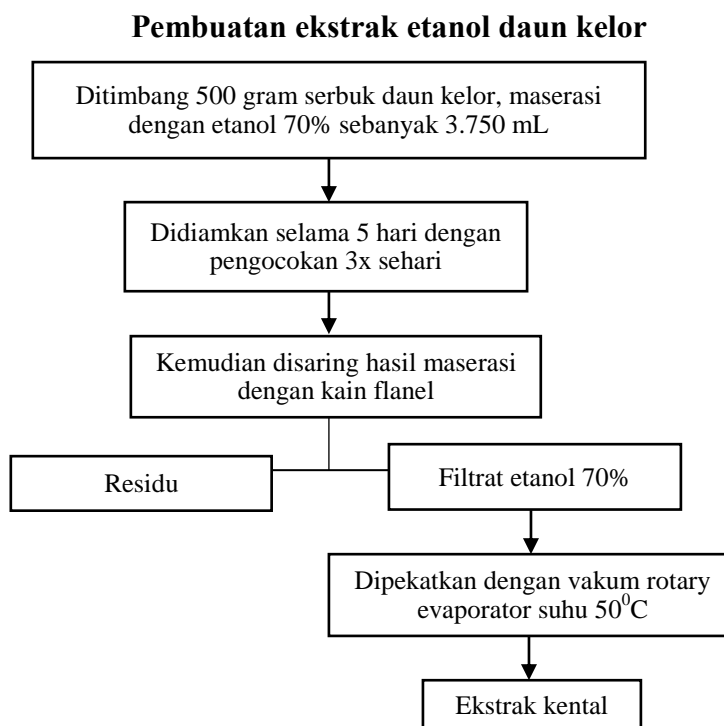 Pembuatan ekstrak etanol daun kelor
Ditimbang 500 gram serbuk daun kelor, maserasi
dengan etanol 70% sebanyak 3.750 mL
Didiamkan selama 5 hari dengan
pengocokan 3x sehari
Kemudian disaring hasil maserasi
dengan kain flanel
Residu
Filtrat etanol 70%
Dipekatkan dengan vakum rotary
evaporator suhu 50⁰C
Ekstrak kental